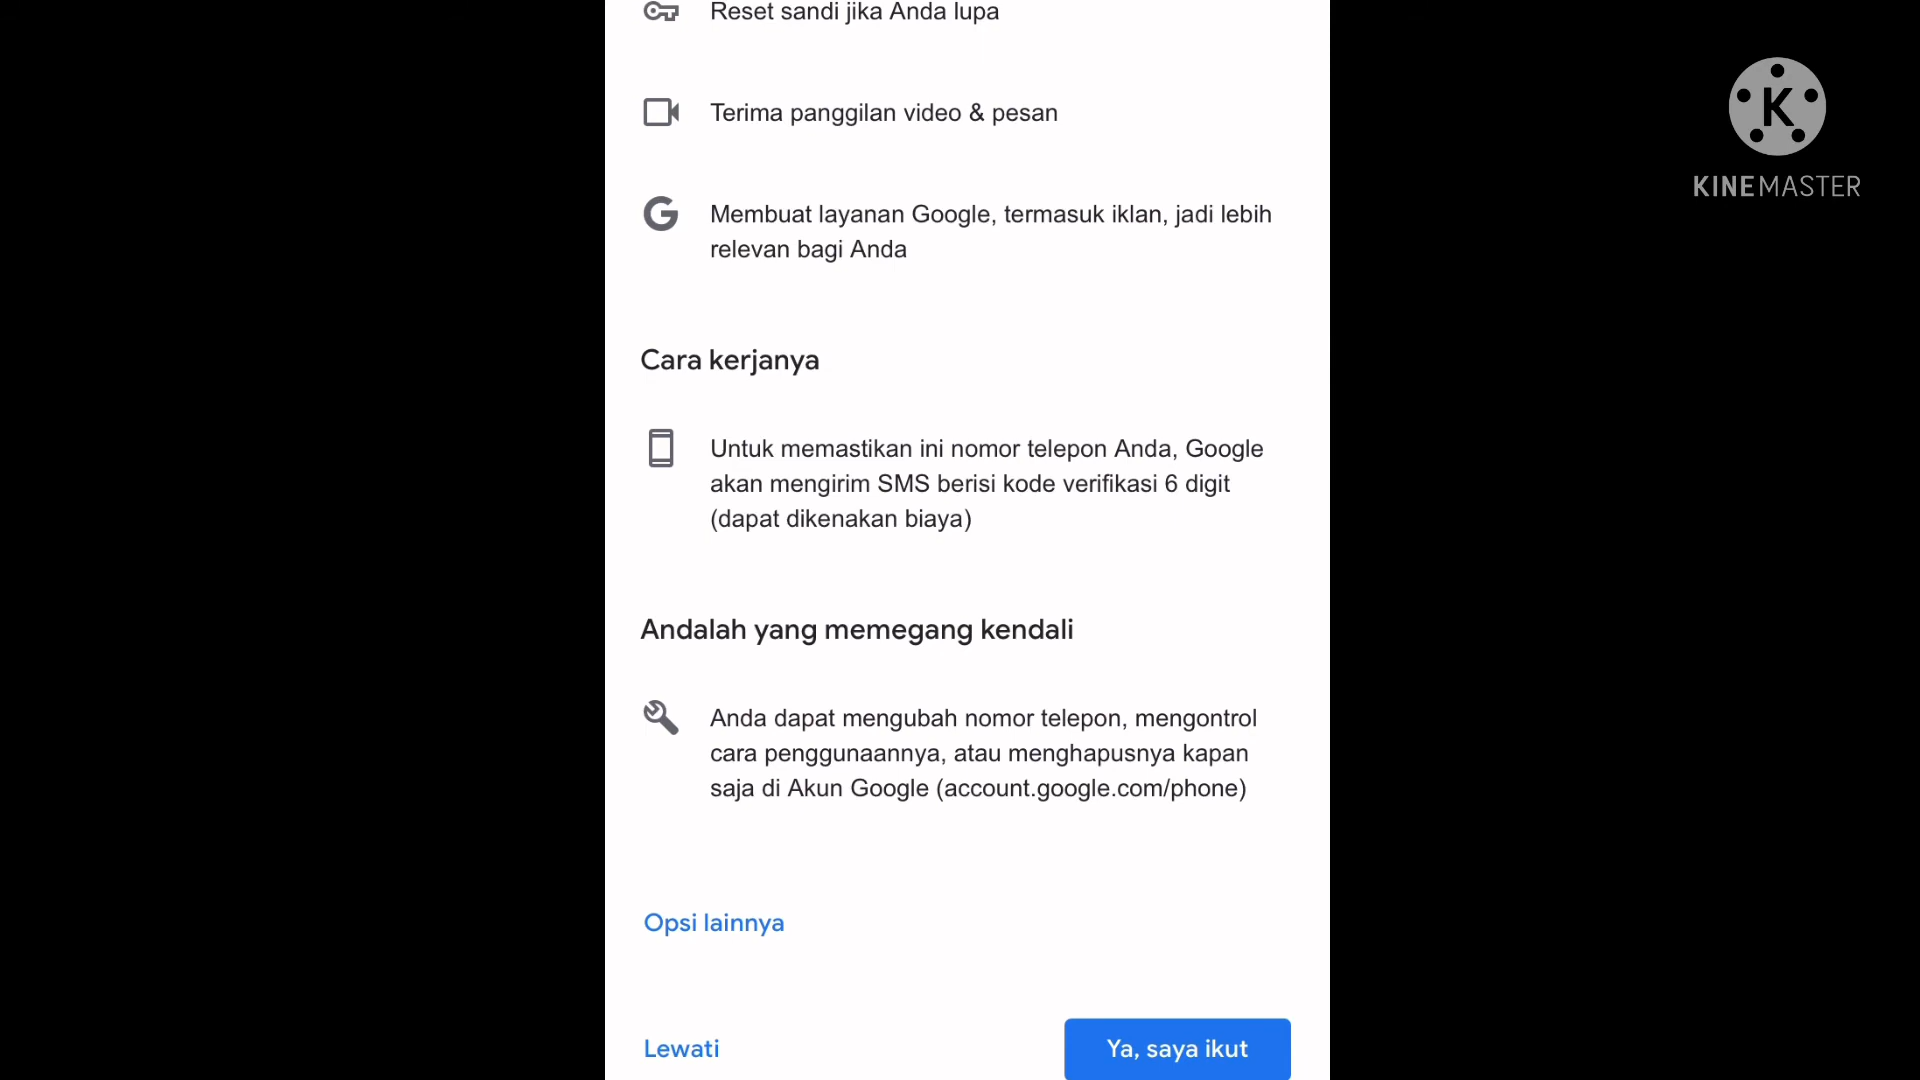 Reset sandi jika Anda lupa
Terima panggilan video & pesan
Membuat layanan Google, termasuk iklan, jadi lebih
relevan bagi Anda
Cara kerjanya
Untuk memastikan ini nomor telepon Anda, Google
akan mengirim SMS berisi kode verifikasi 6 digit
(dapat dikenakan biaya)
Andalah yang memegang kendali
Anda dapat mengubah nomor telepon, mengontrol
cara penggunaannya, atau menghapusnya kapan
saja di Akun Google (account.google.com/phone)
Opsi lainnya
Lewati
Ya, saya ikut
K
KINEMASTER